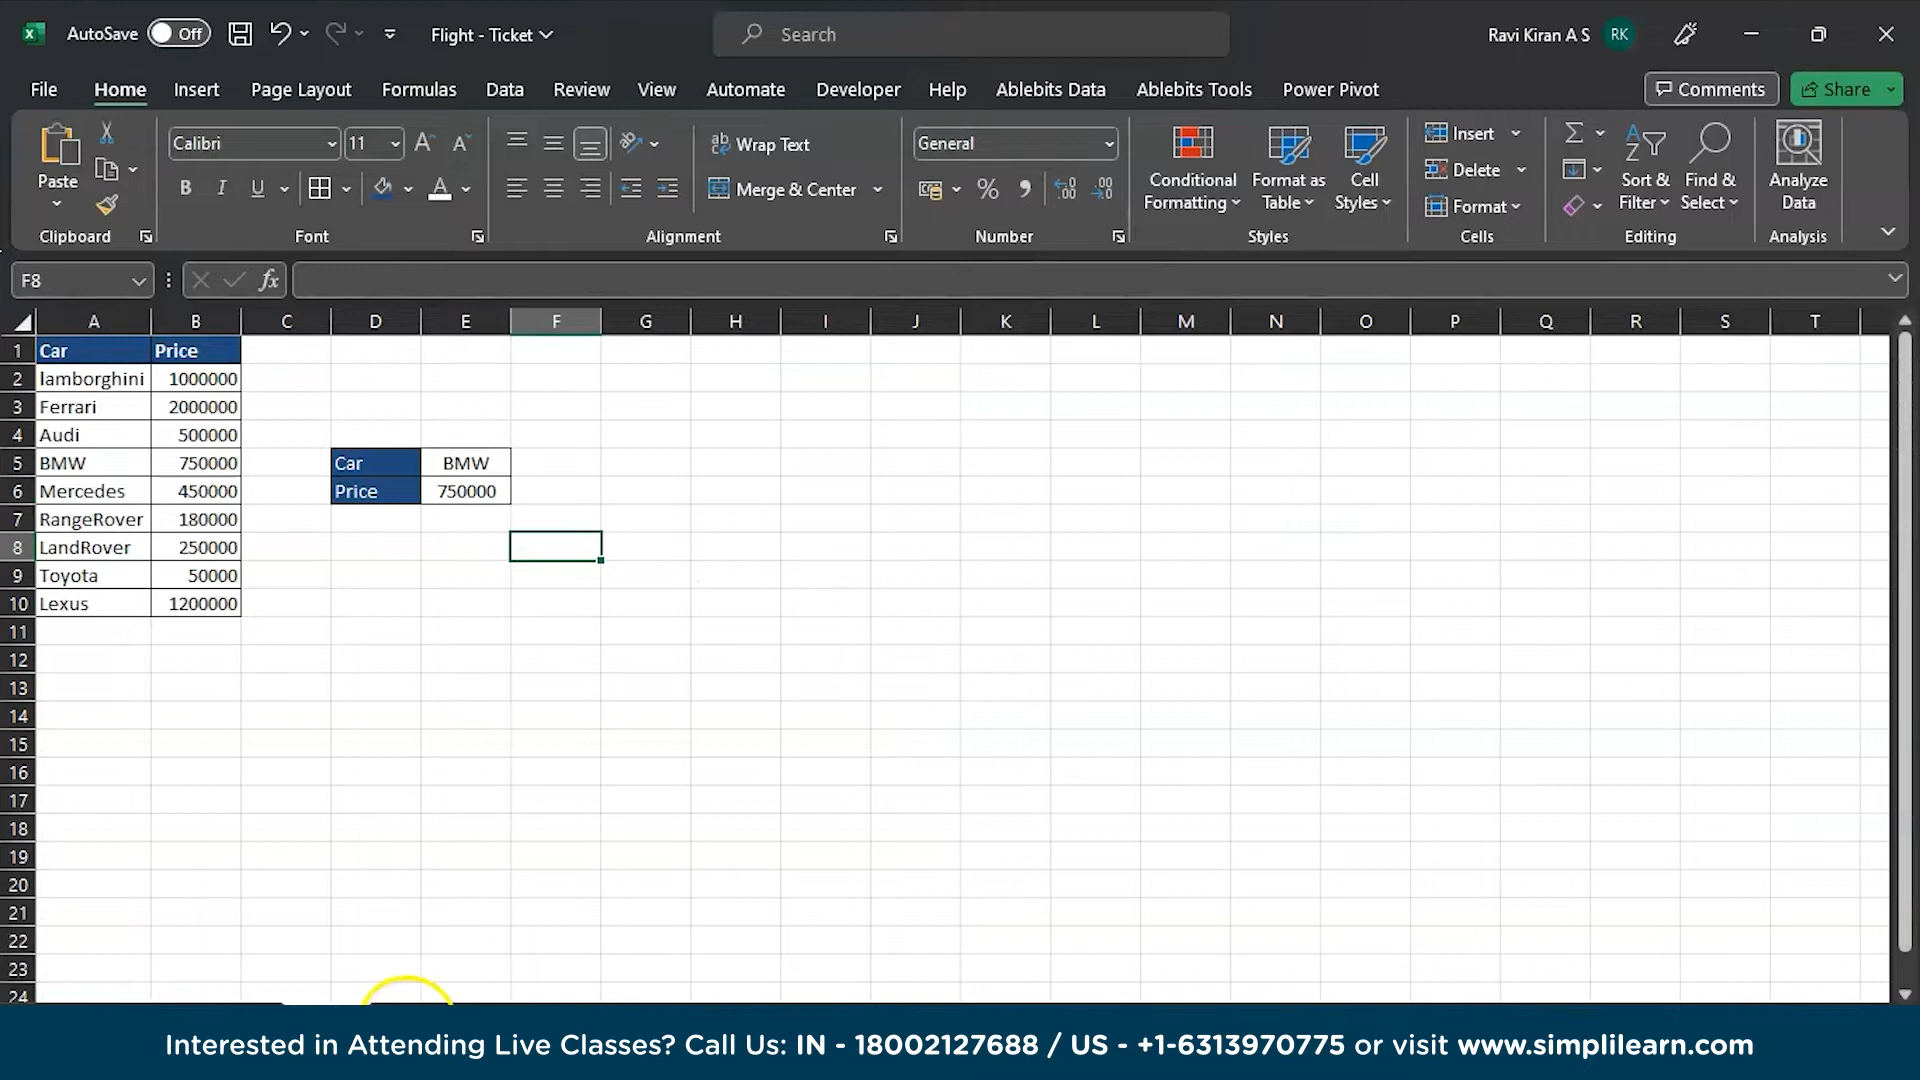 AutoSave Off Flight - Ticket Search Ravi Kiran A S RK
File Home Insert Page Layout Formulas Data Review View Automate Developer Help Ablebits Data Ablebits Tools Power Pivot Comments Share
Paste Calibri 11 Wrap Text General Conditional Formatting Format as Table Cell Styles Insert Sort & Filter Find & Select Analyze Data
B I U Merge & Center % Delete
Format
Clipboard Font Alignment Number Styles Cells Editing Analysis
F8 fx
A B C D E F G H I J K L M N O P Q R S T
1 Car Price
2 lamborghini 1000000
3 Ferrari 2000000
4 Audi 500000
5 BMW 750000 Car BMW
6 Mercedes 450000 Price 750000
7 RangeRover 180000
8 LandRover 250000
9 Toyota 50000
10 Lexus 1200000
11
12
13
14
15
16
17
18
19
20
21
22
23
24
Interested in Attending Live Classes? Call Us: IN - 18002127688 / US - +1-6313970775 or visit www.simplilearn.com